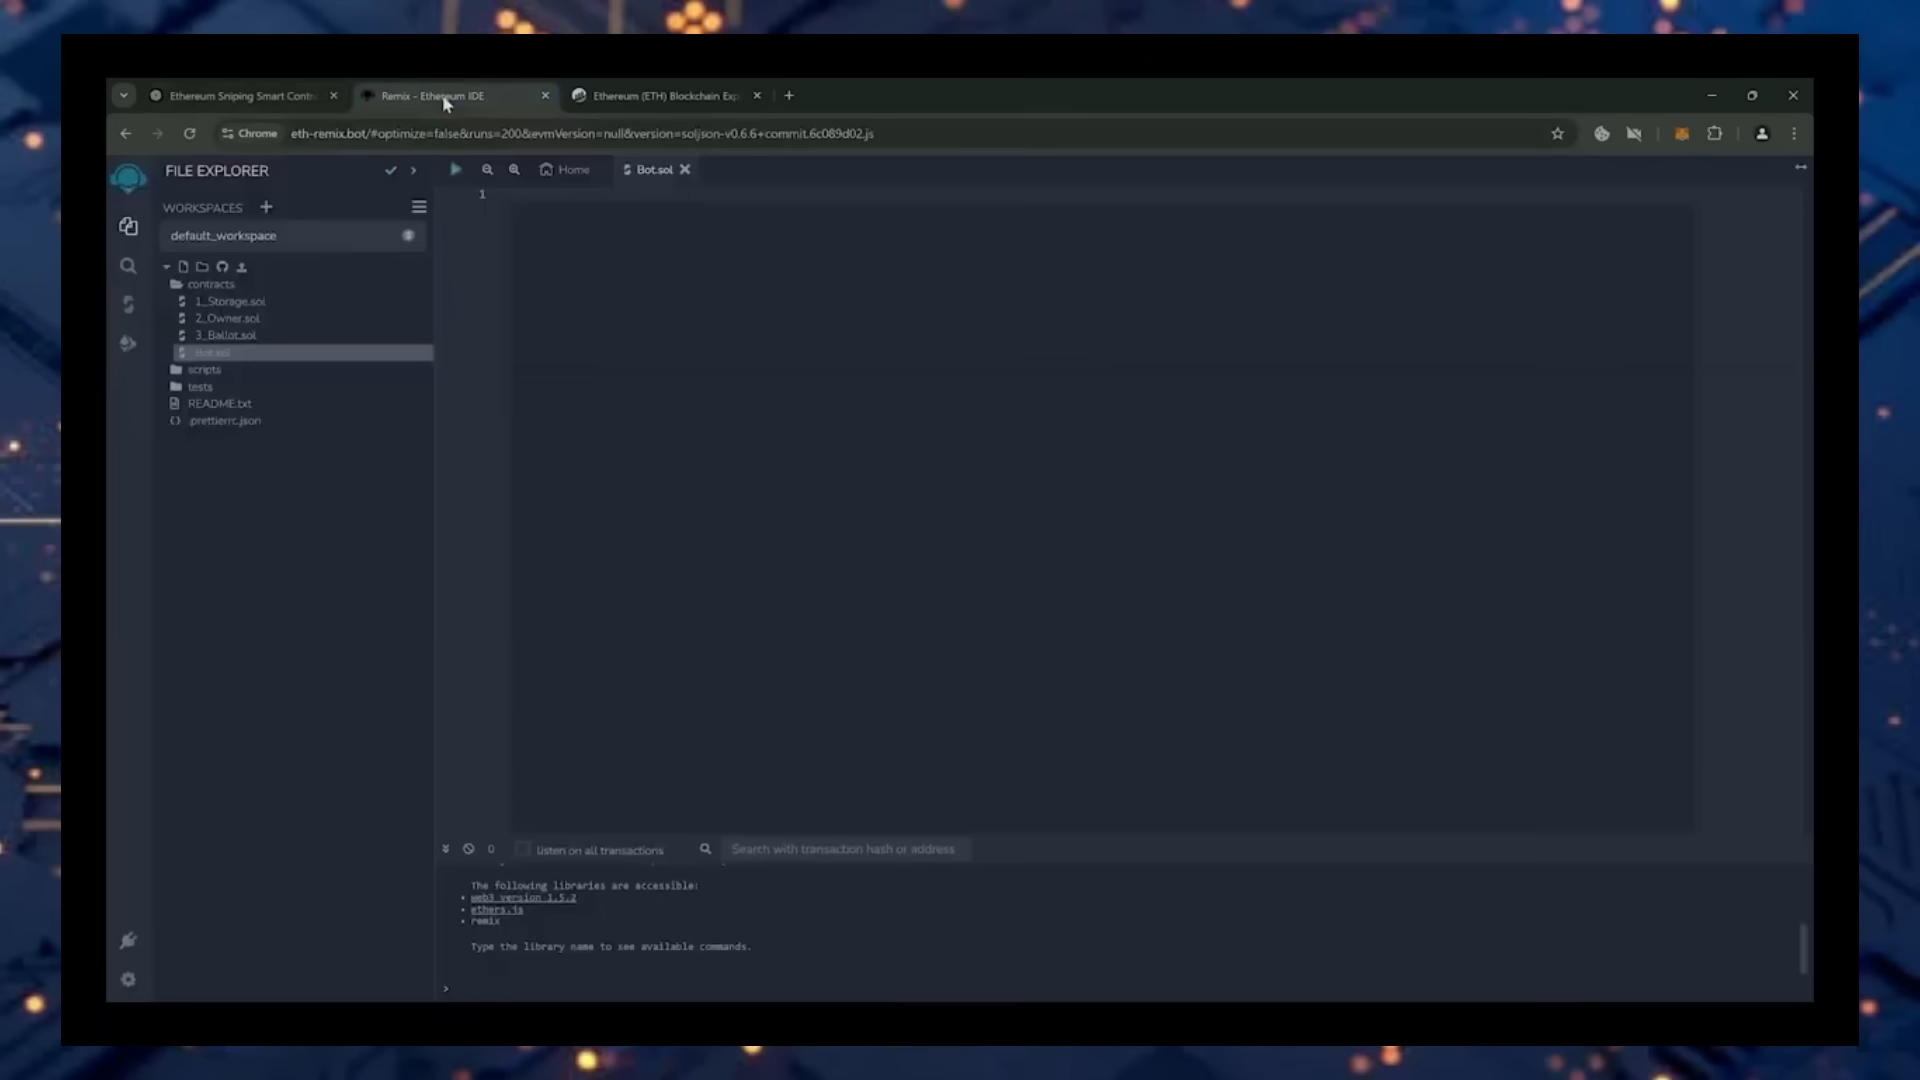 Ethereum Sniping Smart Contr
Remix - Ethereum IDE
Ethereum (ETH) Blockchain Exp
Chrome
eth-remix.bot/#optimize=false&runs=200&evmVersion=null&version=soljson-v0.6.6+commit.6c089d02.js
FILE EXPLORER
Home
Bot.sol
1
WORKSPACES
default_workspace
contracts
1_Storage.sol
2_Owner.sol
3_Ballot.sol
Bot.sol
scripts
tests
README.txt
.prettierrc.json
0
listen on all transactions
Search with transaction hash or address
The following libraries are accessible:
• web3 version 1.5.2
• ethers.js
• remix
Type the library name to see available commands.
>